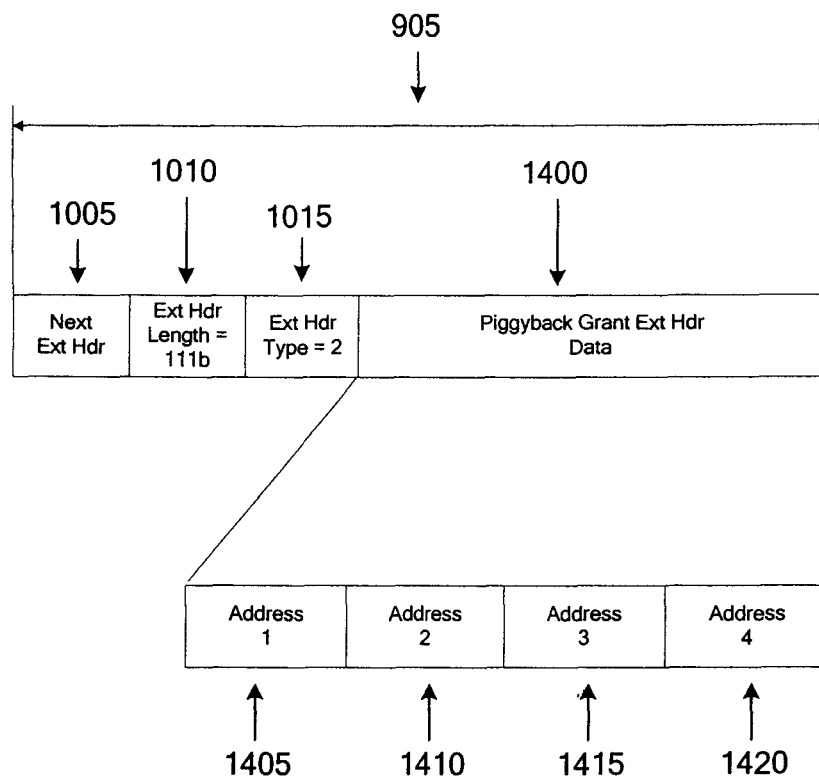 905
1010
1400
1005
1015
Next
Ext Hdr
Ext Hdr
Length =
111b
Ext Hdr
Type = 2
Piggyback Grant Ext Hdr
Data
Address
1
Address
2
Address
3
Address
4
1405
1410
1415
1420